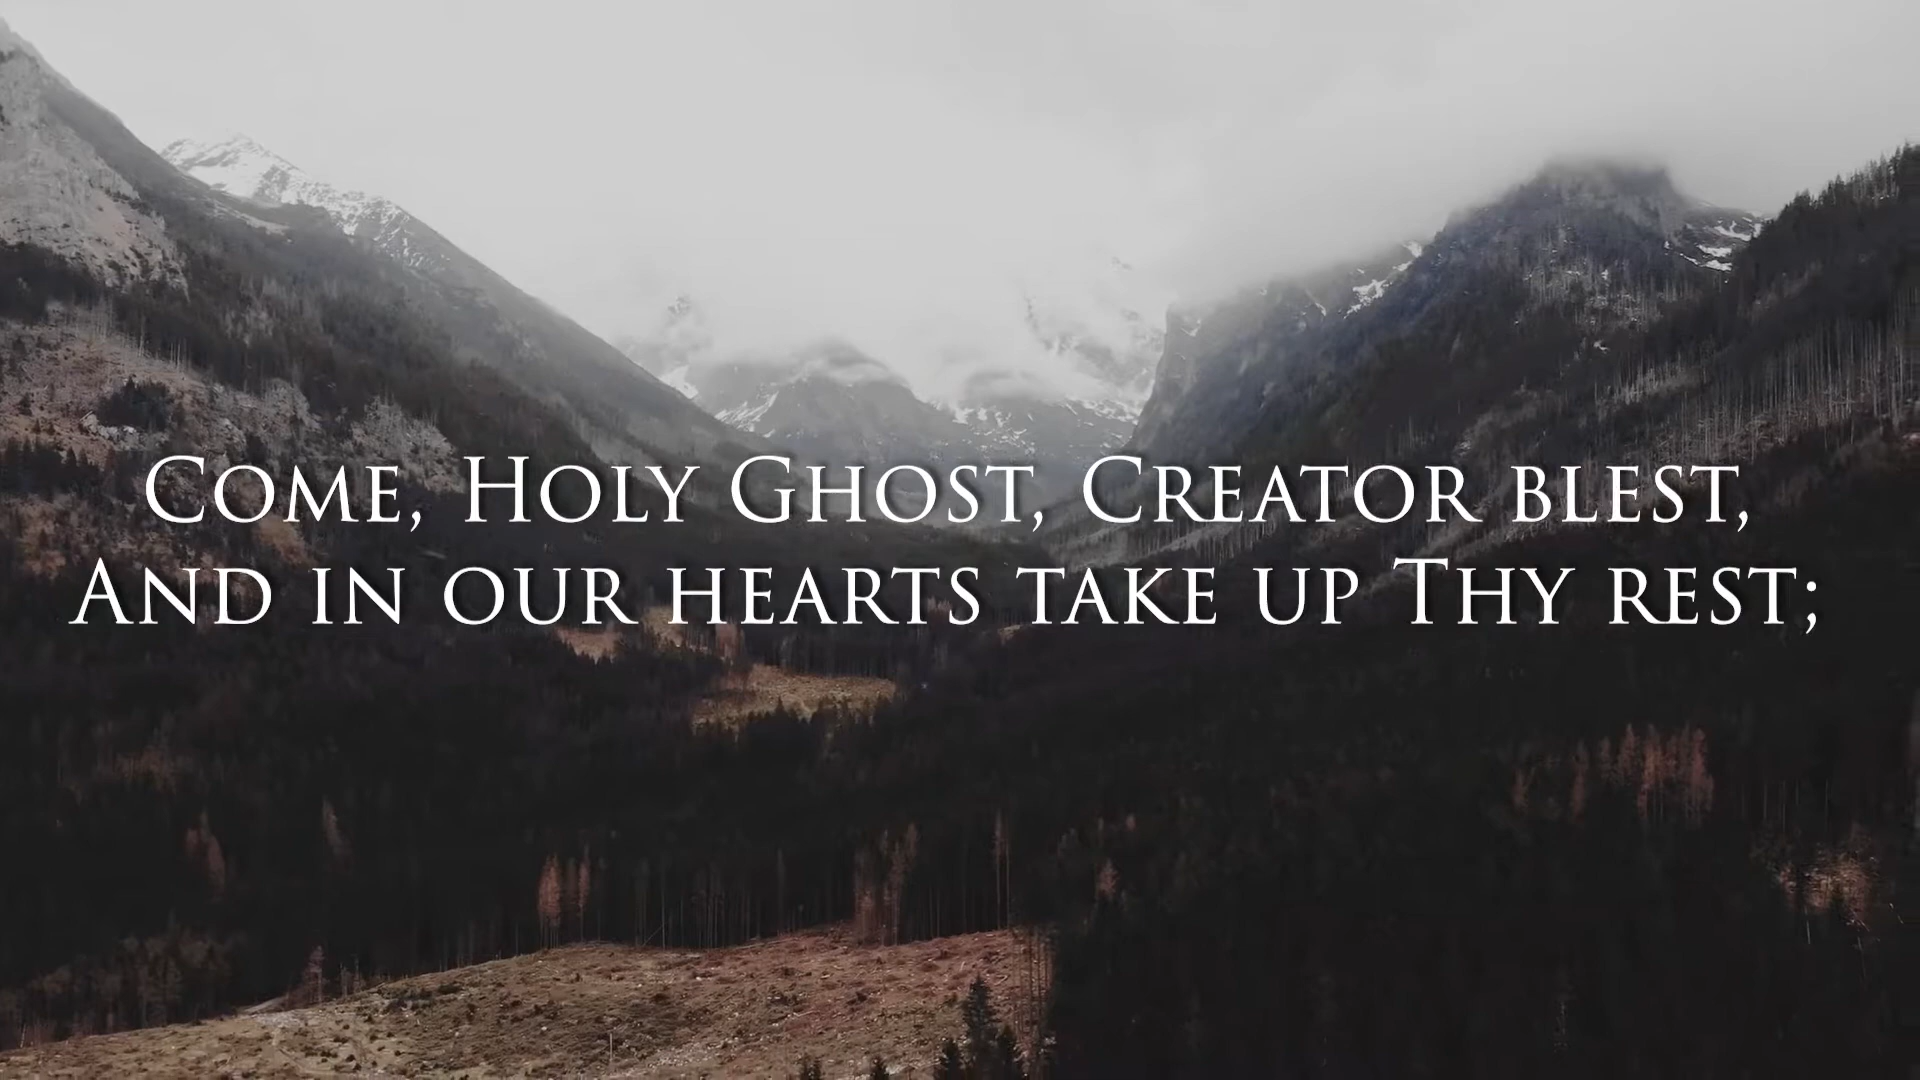 Come, Holy Ghost, Creator blest,
And in our hearts take up Thy rest;